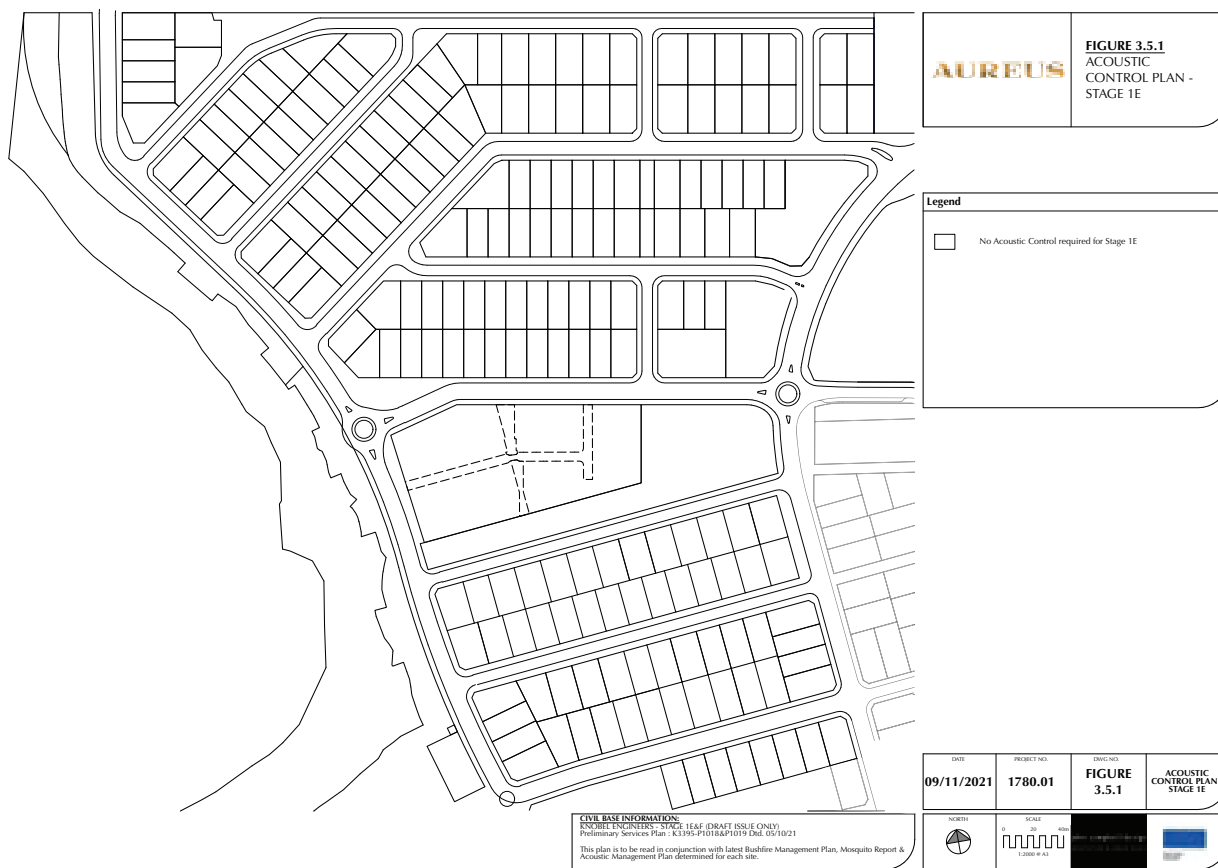 AUREUS
FIGURE 3.5.1
ACOUSTIC
CONTROL PLAN -
STAGE 1E
Legend
No Acoustic Control required for Stage 1E
DATE
09/11/2021
PROJECT NO.
1780.01
DWG NO.
FIGURE
3.5.1
ACOUSTIC
CONTROL PLAN
STAGE 1E
NORTH
SCALE
0 20 40m
1:2000 @ A3
CIVIL BASE INFORMATION:
KNOBEL ENGINEERS - STAGE 1E&F (DRAFT ISSUE ONLY)
Preliminary Services Plan : K3395-P1018&P1019 Dtd. 05/10/21
This plan is to be read in conjunction with latest Bushfire Management Plan, Mosquito Report &
Acoustic Management Plan determined for each site.